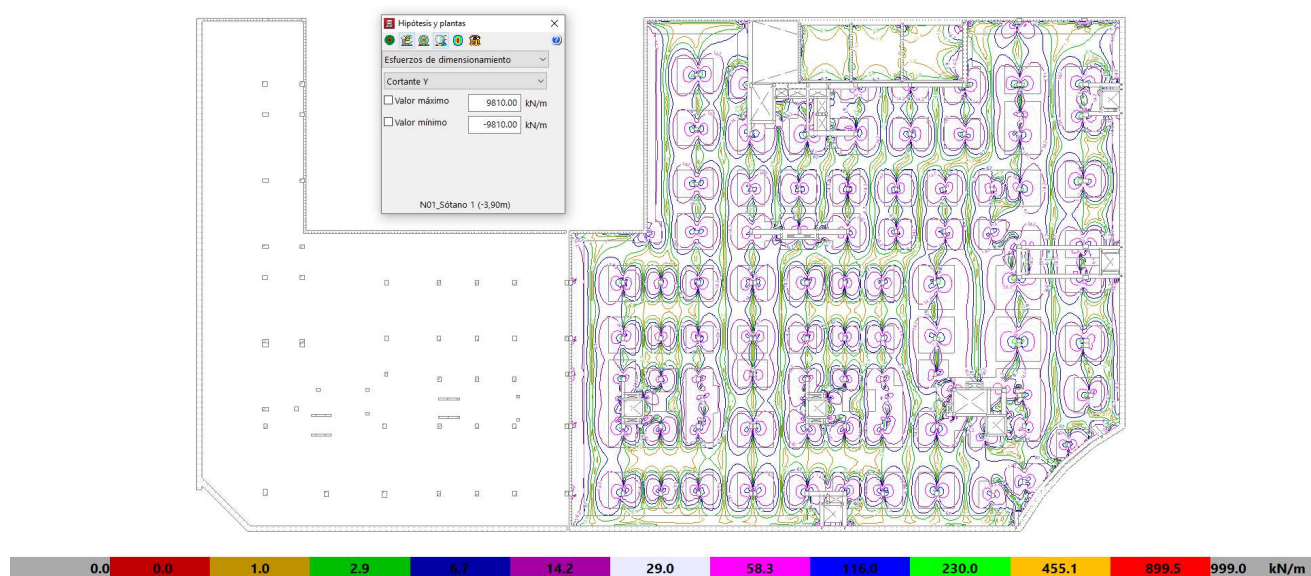 Hipótesis y plantas
Esfuerzos de dimensionamiento
Cortante Y
Valor máximo 9810.00 kN/m
Valor mínimo -9810.00 kN/m
N01_Sótano 1 (-3,90m)
0.0 0.0 1.0 2.9 6.7 14.2 29.0 58.3 116.0 230.0 455.1 899.5 999.0 kN/m